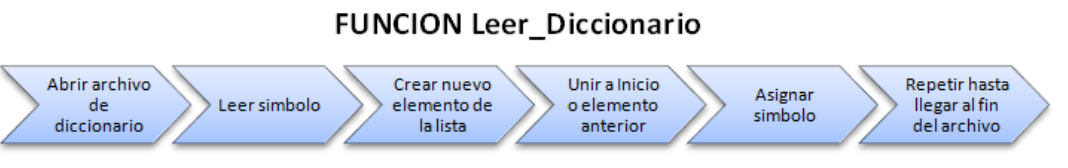 FUNCION Leer_Diccionario
Abrir archivo
de
diccionario
Leer simbolo
Crear nuevo
elemento de
la lista
Unir a Inicio
o elemento
anterior
Asignar
simbolo
Repetir hasta
llegar al fin
del archivo